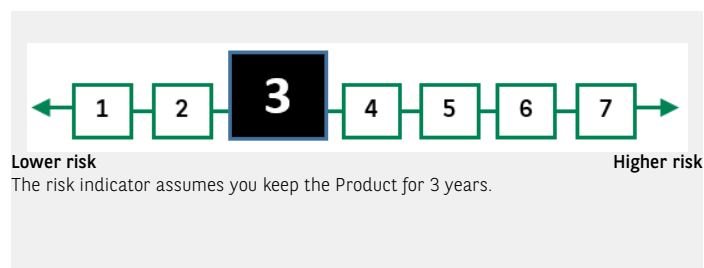 1 2 3 4 5 6 7
Lower risk Higher risk
The risk indicator assumes you keep the Product for 3 years.